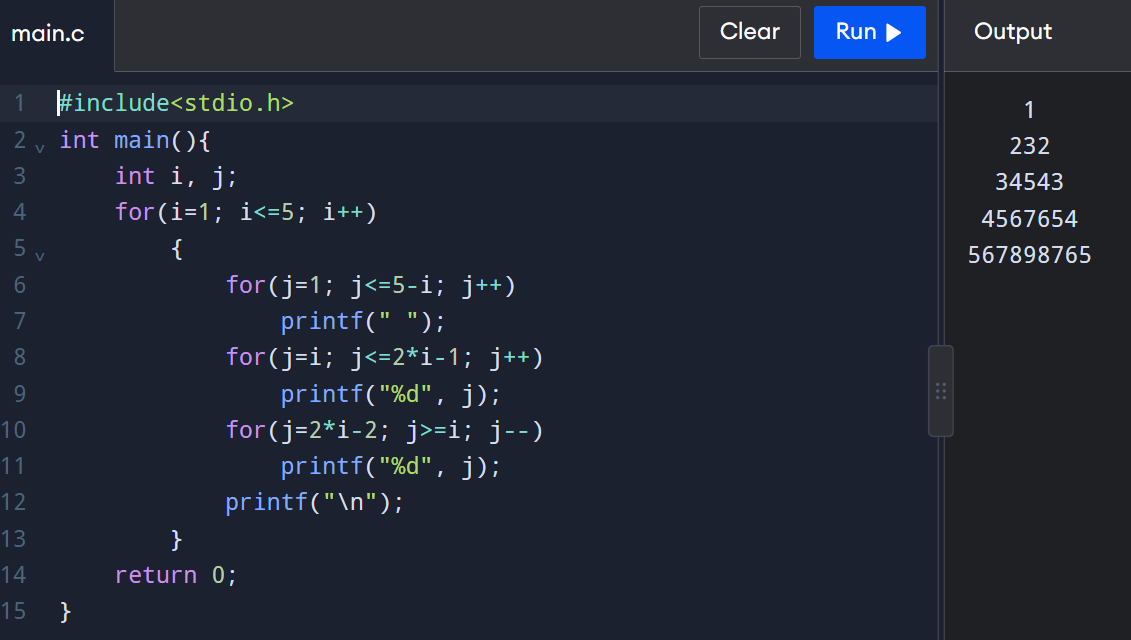 main.c
Clear
Run
Output
1 #include<stdio.h>
2 int main(){
3     int i, j;
4     for(i=1; i<=5; i++)
5         {
6             for(j=1; j<=5-i; j++)
7                 printf(" ");
8             for(j=i; j<=2*i-1; j++)
9                 printf("%d", j);
10             for(j=2*i-2; j>=i; j--)
11                 printf("%d", j);
12             printf("\n");
13         }
14     return 0;
15 }
    1
   232
  34543
 4567654
567898765